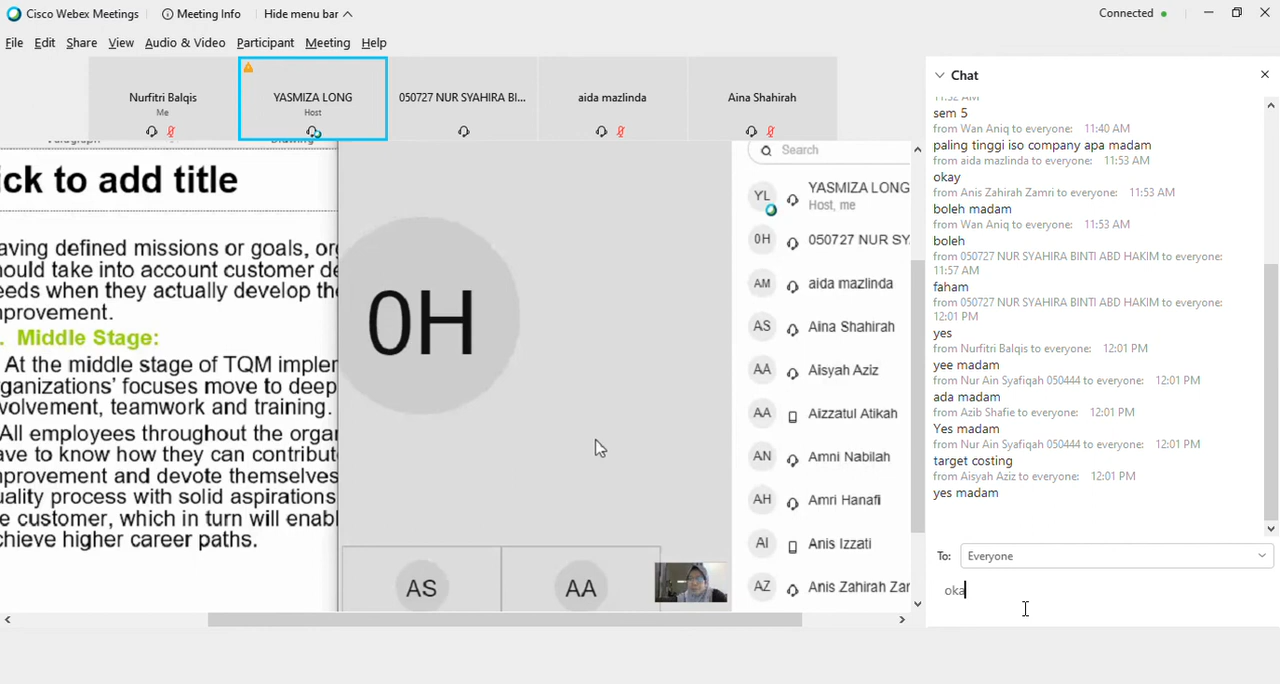 Cisco Webex Meetings
Meeting Info
Hide menu bar
Connected
File Edit Share View Audio & Video Participant Meeting Help
Nurfitri Balqis
Me
YASMIZA LONG
Host
050727 NUR SYAHIRA BI...
aida mazlinda
Aina Shahirah
ick to add title
aving defined missions or goals, or
ould take into account customer de
eeds when they actually develop the
provement.
. Middle Stage:
At the middle stage of TQM impler
ganizations' focuses move to deep
volvement, teamwork and training.
All employees throughout the orga
ave to know how they can contribut
provement and devote themselves
uality process with solid aspirations
e customer, which in turn will enabl
chieve higher career paths.
0H
AS
AA
Search
YL YASMIZA LONG
Host, me
0H 050727 NUR SY
AM aida mazlinda
AS Aina Shahirah
AA Aisyah Aziz
AA Aizzatul Atikah
AN Amni Nabilah
AH Amri Hanafi
AI Anis Izzati
AZ Anis Zahirah Zar
Chat
11:32 AM
sem 5
from Wan Aniq to everyone: 11:40 AM
paling tinggi iso company apa madam
from aida mazlinda to everyone: 11:53 AM
okay
from Anis Zahirah Zamri to everyone: 11:53 AM
boleh madam
from Wan Aniq to everyone: 11:53 AM
boleh
from 050727 NUR SYAHIRA BINTI ABD HAKIM to everyone:
11:57 AM
faham
from 050727 NUR SYAHIRA BINTI ABD HAKIM to everyone:
12:01 PM
yes
from Nurfitri Balqis to everyone: 12:01 PM
yee madam
from Nur Ain Syafiqah 050444 to everyone: 12:01 PM
ada madam
from Azib Shafie to everyone: 12:01 PM
Yes madam
from Nur Ain Syafiqah 050444 to everyone: 12:01 PM
target costing
from Aisyah Aziz to everyone: 12:01 PM
yes madam
To: Everyone
oka